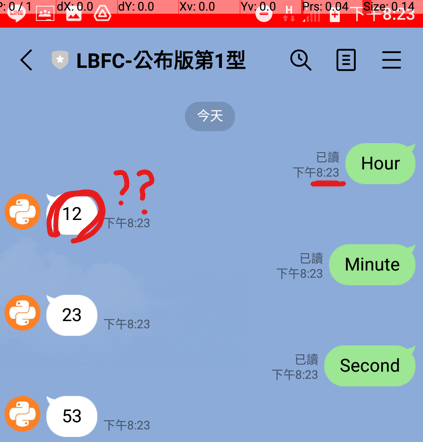 P: 0 / 1 dX: 0.0 dY: 0.0 Xv: 0.0 Yv: 0.0 Prs: 0.04 Size: 0.14
LINE H 下午8:23
LBFC-公布版第1型
今天
已讀
下午8:23
Hour
??
12
下午8:23
已讀
下午8:23
Minute
23
下午8:23
已讀
下午8:23
Second
53
下午8:23